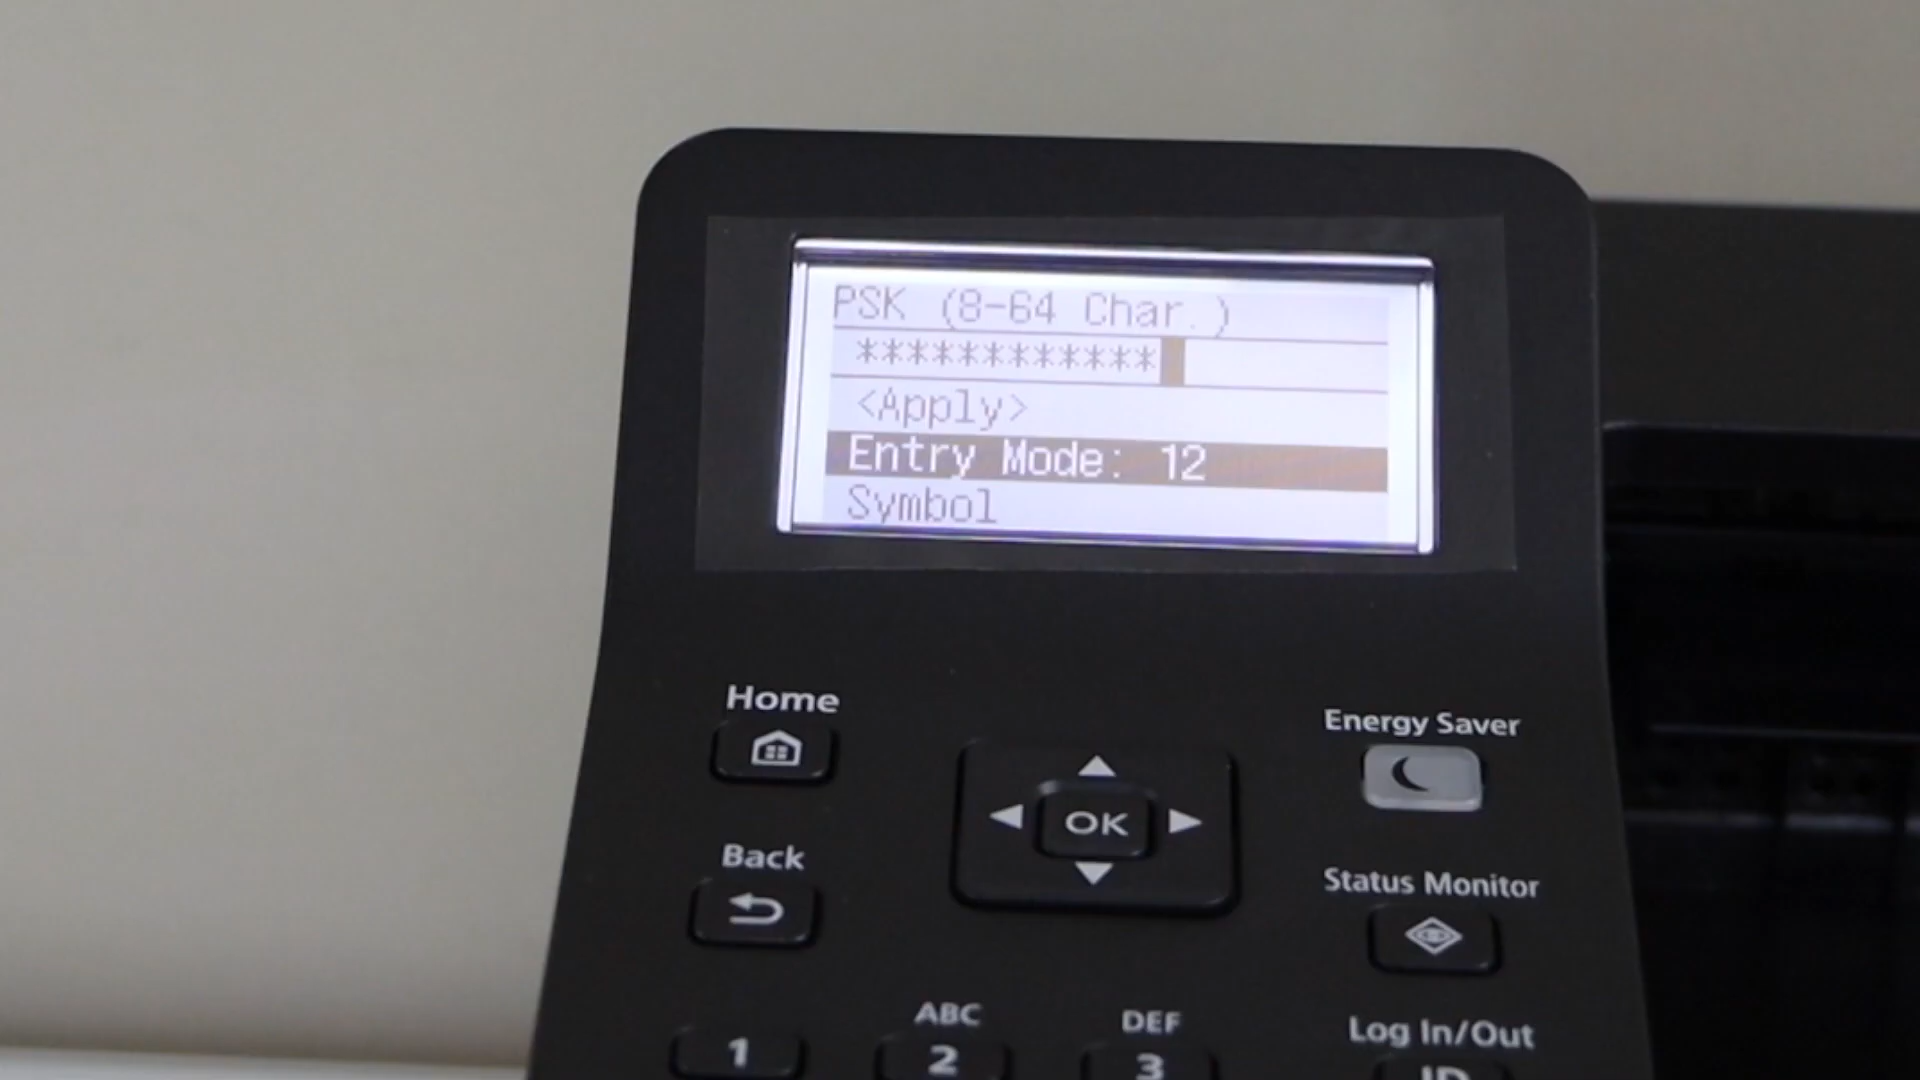 PSK (8-64 Char.)
************
<Apply>
Entry Mode: 12
Symbol
Home
Energy Saver
OK
Back
Status Monitor
ABC
DEF
Log In/Out
1
2
3
ID